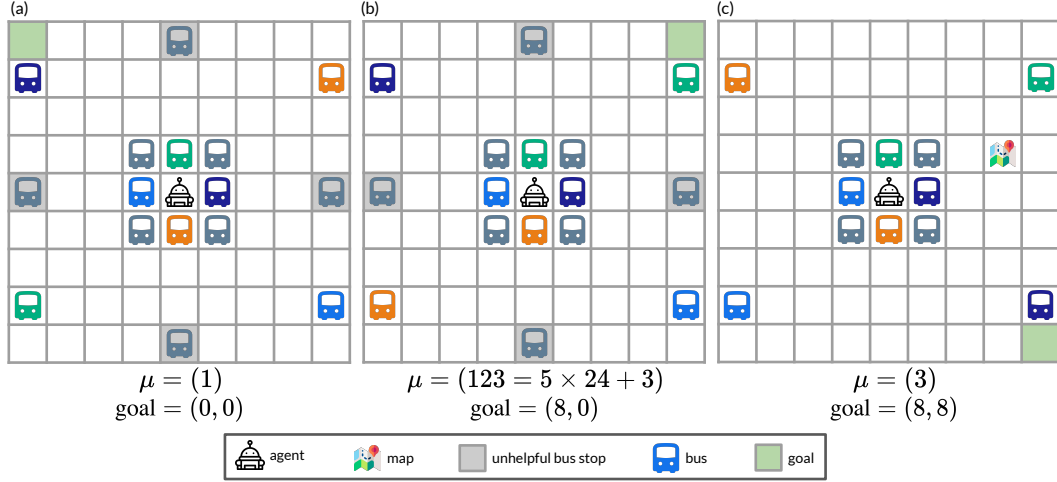 (a)
(b)
(c)
μ = (1)
goal = (0, 0)
μ = (123 = 5 × 24 + 3)
goal = (8, 0)
μ = (3)
goal = (8, 8)
agent
map
unhelpful bus stop
bus
goal